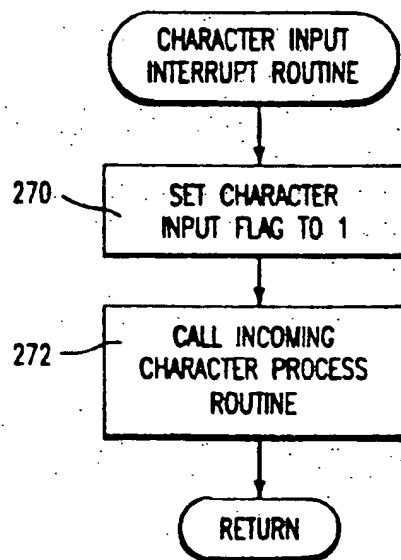 CHARACTER INPUT
INTERRUPT ROUTINE
270
SET CHARACTER
INPUT FLAG TO 1
272
CALL INCOMING
CHARACTER PROCESS
ROUTINE
RETURN